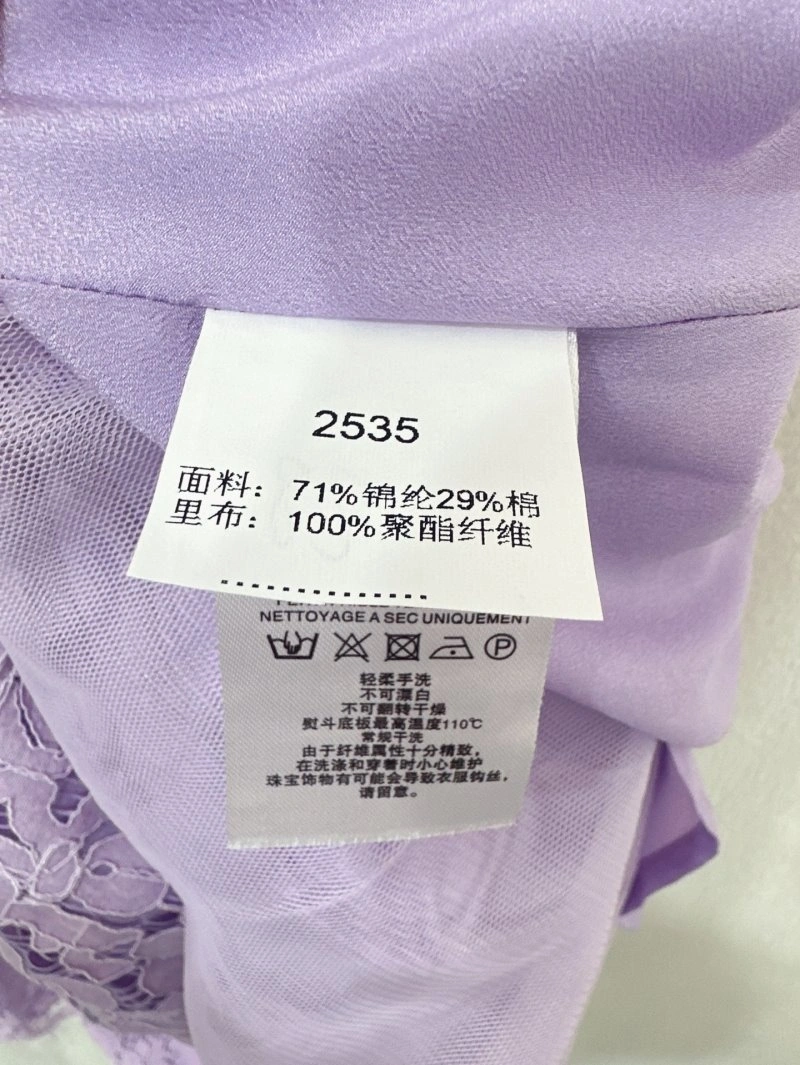 2535
面料：71%锦纶29%棉
里布：100%聚酯纤维
NETTOYAGE A SEC UNIQUEMENT
P
轻柔手洗
不可漂白
不可翻转干燥
熨斗底板最高温度110℃
常规干洗
由于纤维属性十分精致，
在洗涤和穿着时小心维护
珠宝饰物有可能会导致衣服钩丝，
请留意。